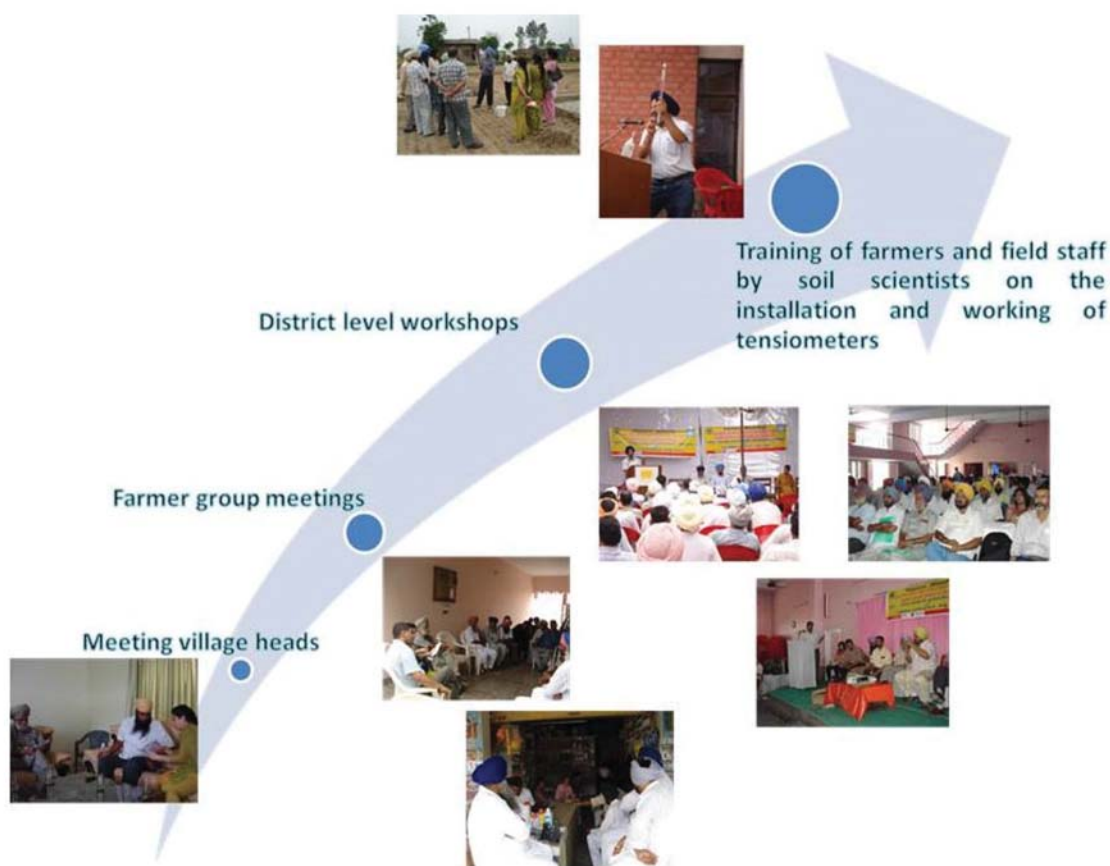 Training of farmers and field staff
by soil scientists on the
installation and working of
tensiometers
District level workshops
Farmer group meetings
Meeting village heads